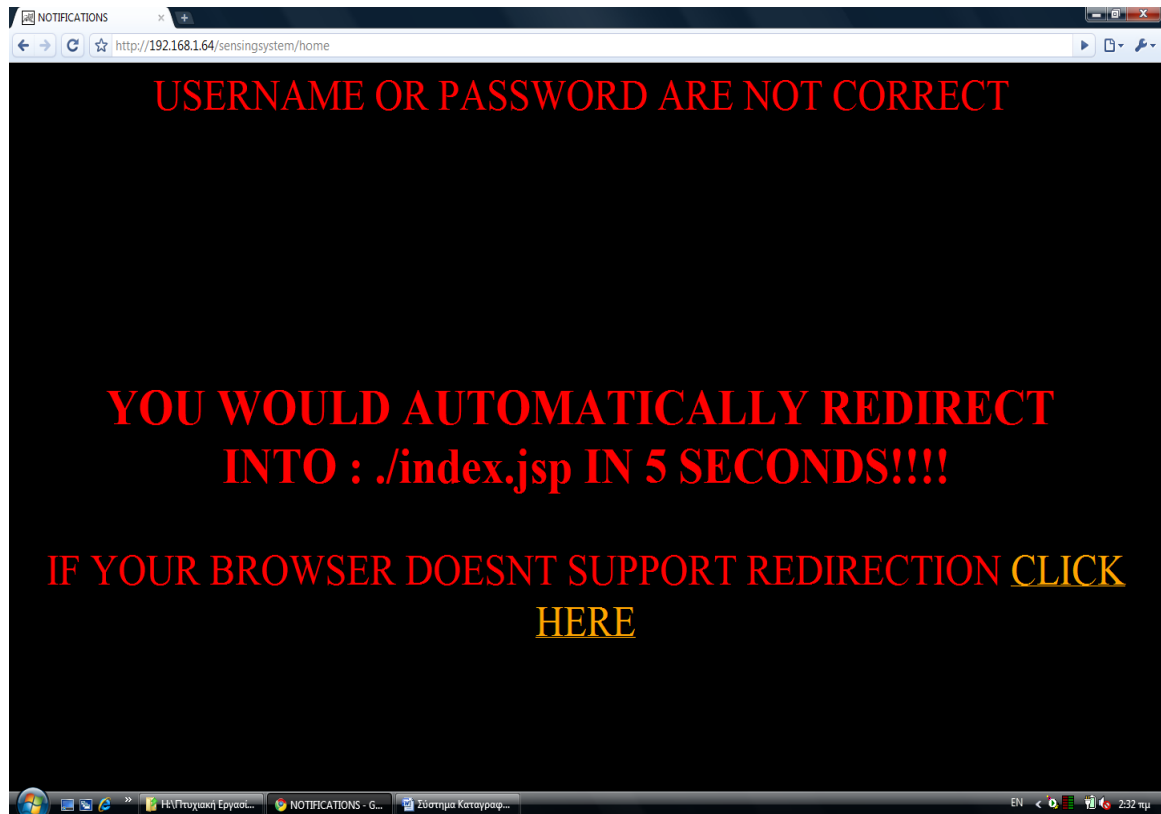 NOTIFICATIONS
http://192.168.1.64/sensingsystem/home
USERNAME OR PASSWORD ARE NOT CORRECT
YOU WOULD AUTOMATICALLY REDIRECT
INTO : ./index.jsp IN 5 SECONDS!!!!
IF YOUR BROWSER DOESNT SUPPORT REDIRECTION CLICK
HERE
H:\Πτυχιακή Εργασί... NOTIFICATIONS - G... Σύστημα Καταγραφ... EN 2:32 πμ